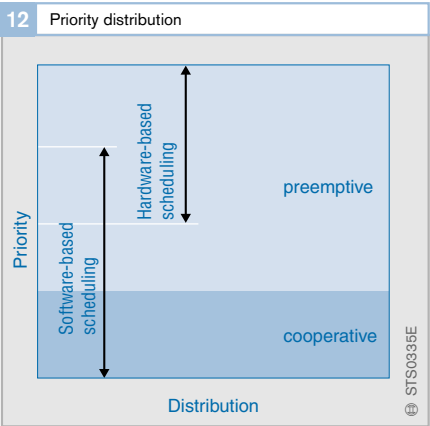 12 Priority distribution
Hardware-based
scheduling
preemptive
Software-based
scheduling
Priority
cooperative
Distribution
STS0335E